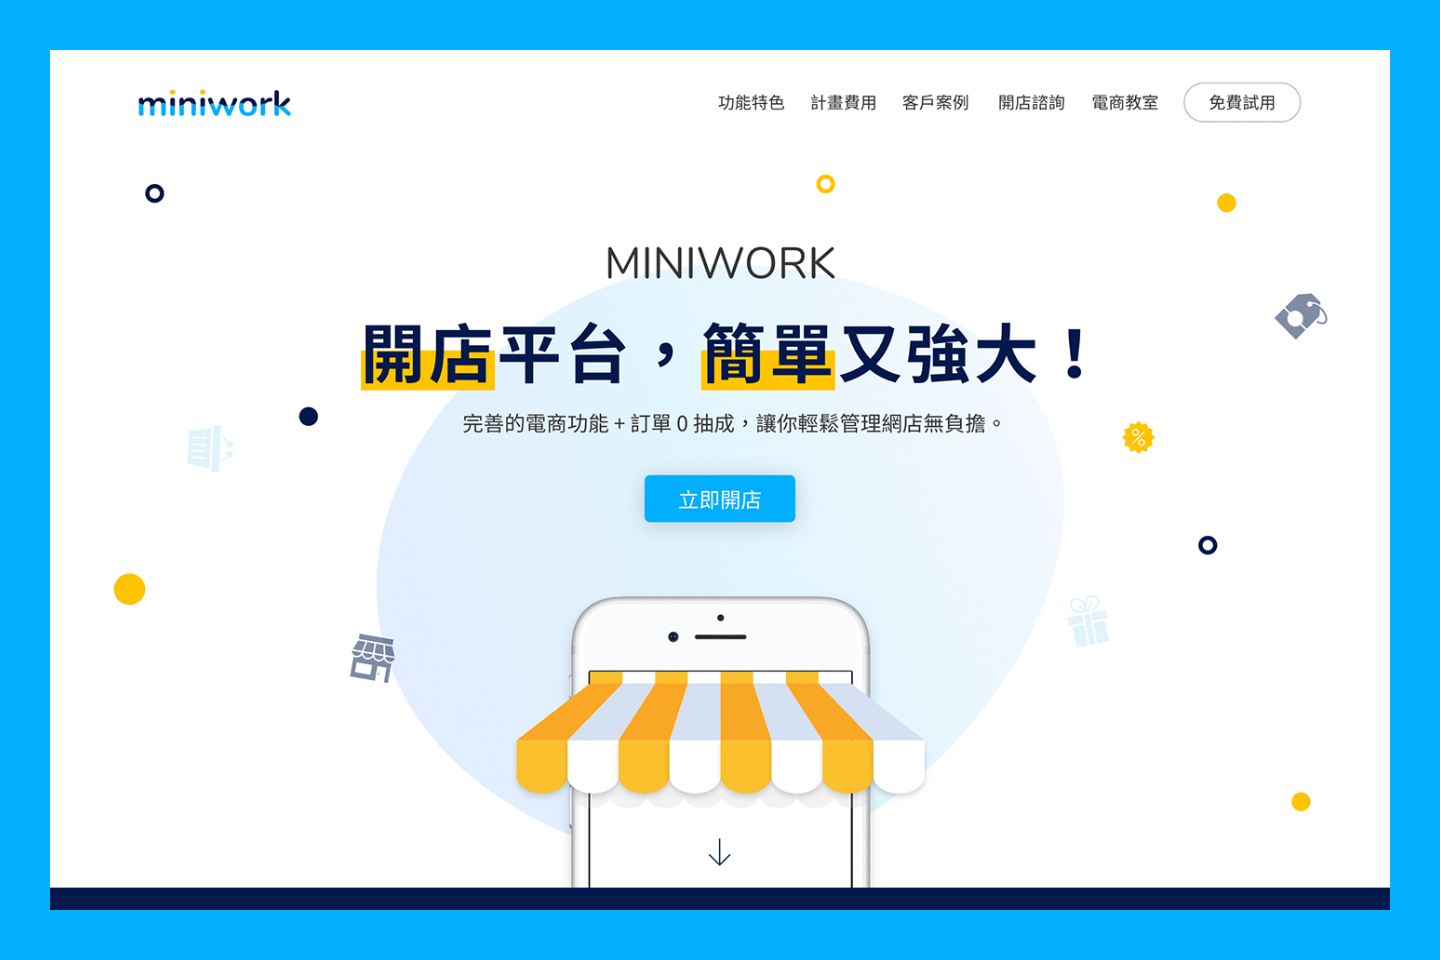 miniwork
功能特色
計畫費用
客戶案例
開店諮詢
電商教室
免費試用
MINIWORK
開店平台，簡單又強大！
完善的電商功能 + 訂單 0 抽成，讓你輕鬆管理網店無負擔。
立即開店
%